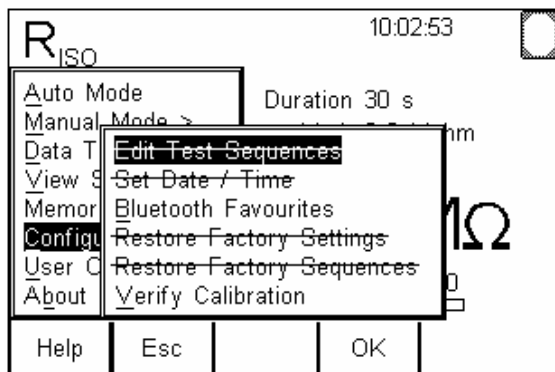 RISO 10:02:53
Auto Mode
Duration 30 s
Manual Mode >
Data T
Edit Test Sequences
View S
Set Date / Time
Memor
Bluetooth Favourites
Configu
Restore Factory Settings
MΩ
User C
Restore Factory Sequences
About
Verify Calibration
Help Esc OK